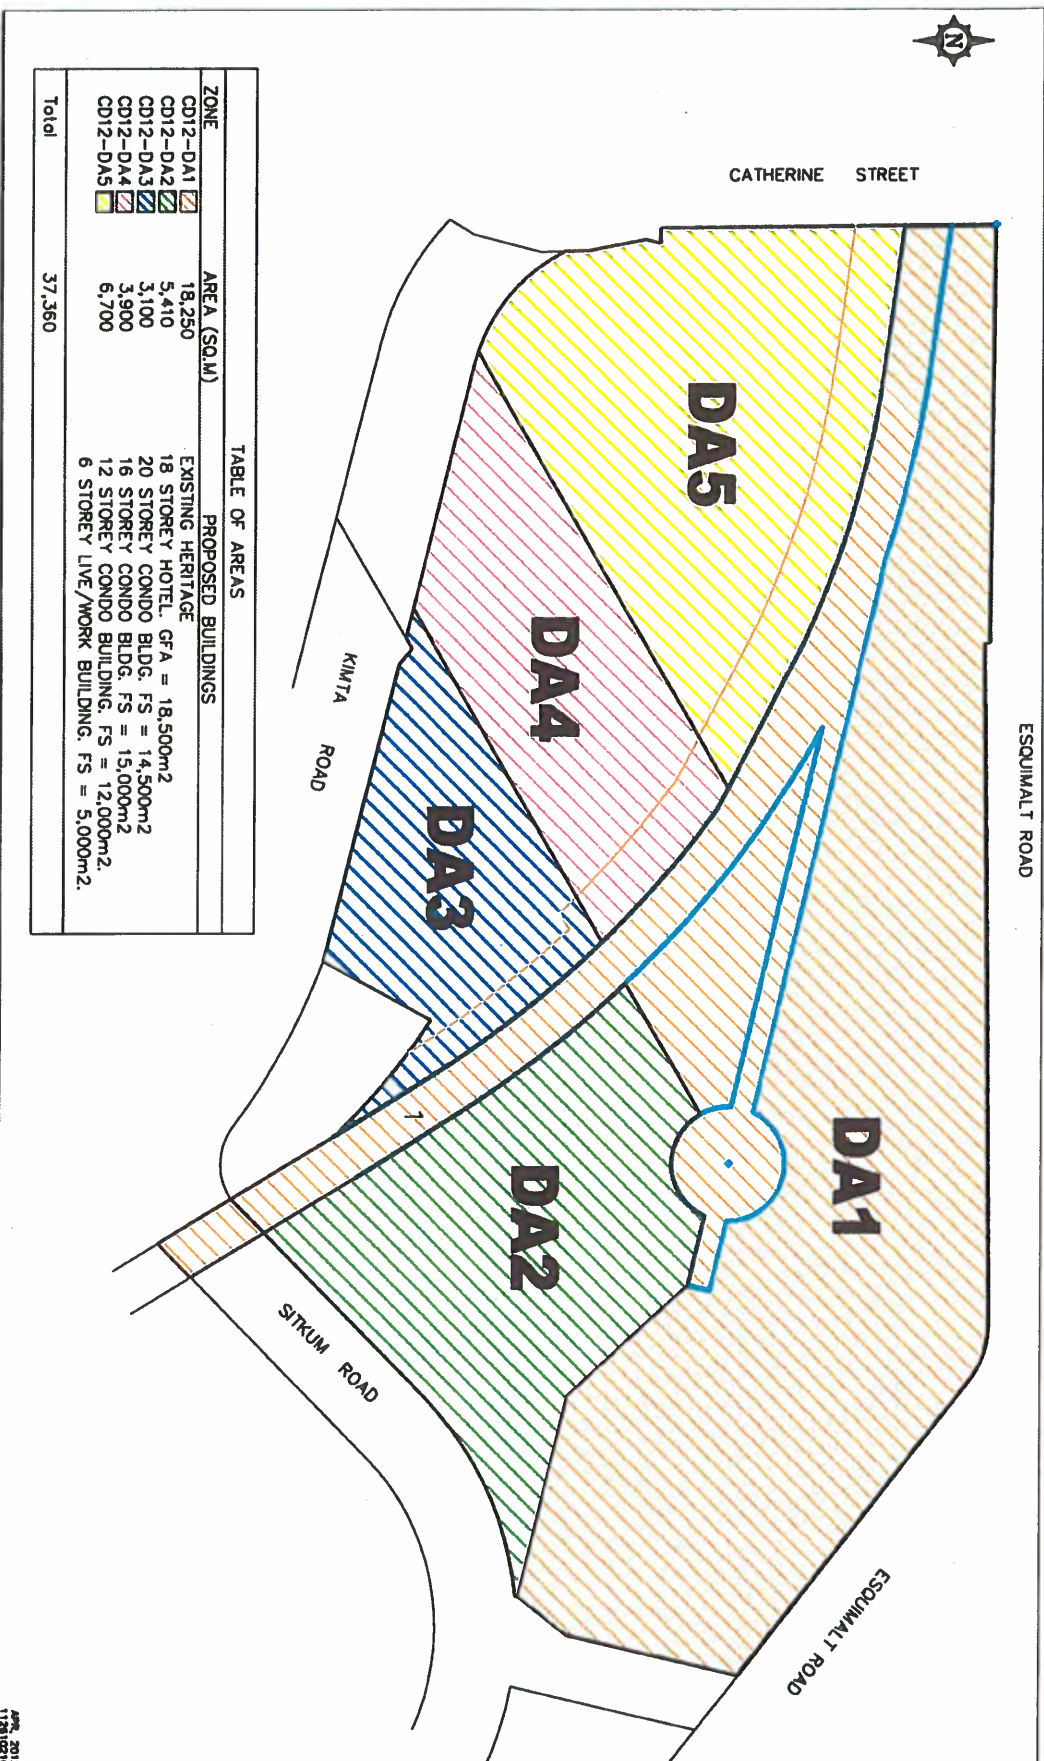 ESQUIMALT ROAD
N
CATHERINE STREET
DA1
DA5
DA4
DA3
DA2
1
KIMTA ROAD
SITKUM ROAD
ESQUIMALT ROAD
TABLE OF AREAS
ZONE AREA (SQ.M) PROPOSED BUILDINGS
CD12-DA1 18,250 EXISTING HERITAGE
CD12-DA2 5,410 18 STOREY HOTEL. GFA = 18,500m2
CD12-DA3 3,100 20 STOREY CONDO BLDG. FS = 14,500m2
CD12-DA4 3,900 16 STOREY CONDO BLDG. FS = 15,000m2
CD12-DA5 6,700 12 STOREY CONDO BUILDING. FS = 12,000m2.
6 STOREY LIVE/WORK BUILDING. FS = 5,000m2.
Total 37,360